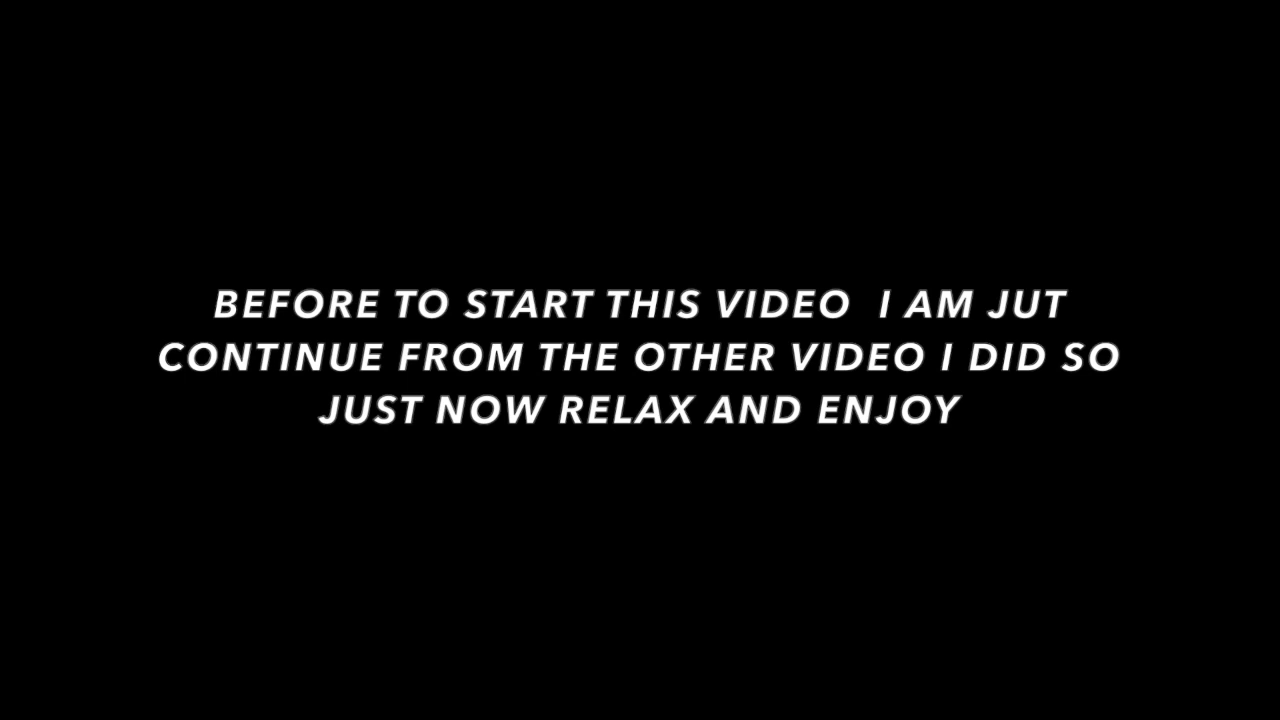 BEFORE TO START THIS VIDEO  I AM JUT
CONTINUE FROM THE OTHER VIDEO I DID SO
JUST NOW RELAX AND ENJOY